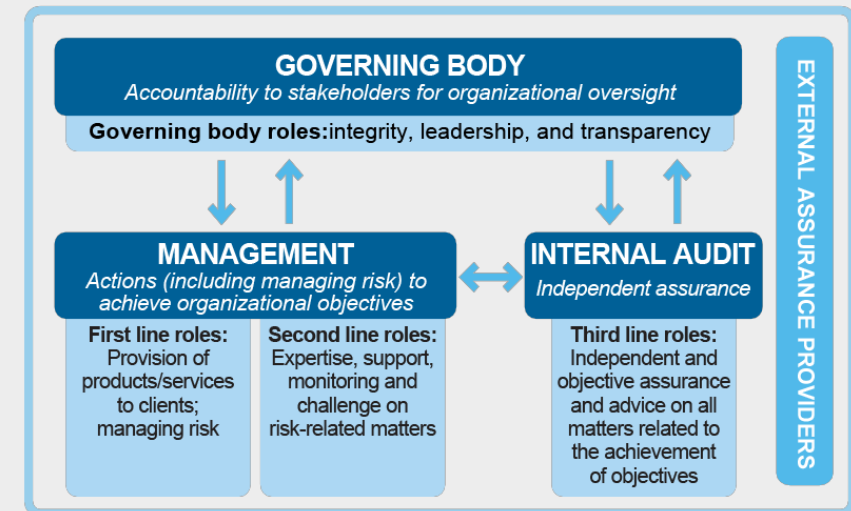 GOVERNING BODY
Accountability to stakeholders for organizational oversight
Governing body roles:integrity, leadership, and transparency
MANAGEMENT
Actions (including managing risk) to
achieve organizational objectives
First line roles:
Provision of
products/services
to clients;
managing risk
Second line roles:
Expertise, support,
monitoring and
challenge on
risk-related matters
INTERNAL AUDIT
Independent assurance
Third line roles:
Independent and
objective assurance
and advice on all
matters related to
the achievement
of objectives
EXTERNAL ASSURANCE PROVIDERS